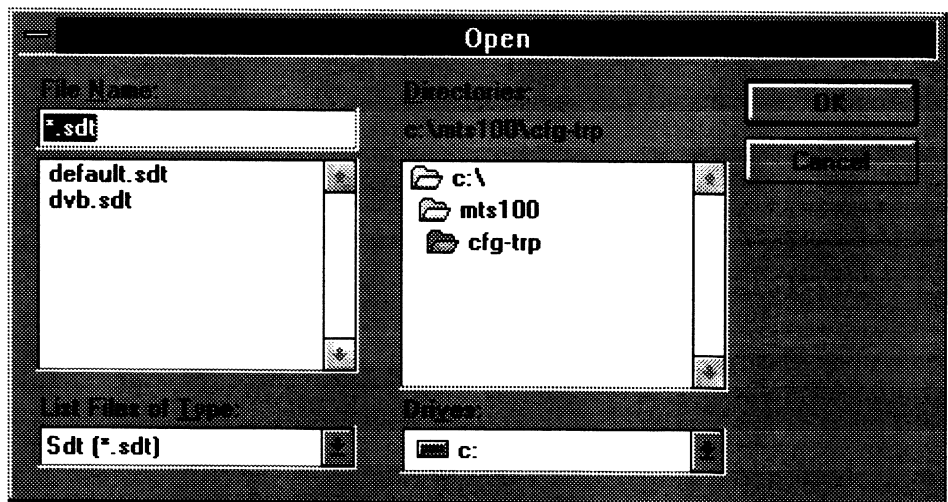 Open
File Name:
*.sdt
default.sdt
dvb.sdt
List Files of Type:
Sdt (*.sdt)
Directories:
c:\mts100\cfg-trp
c:\
mts100
cfg-trp
Drives:
c:
OK
Cancel